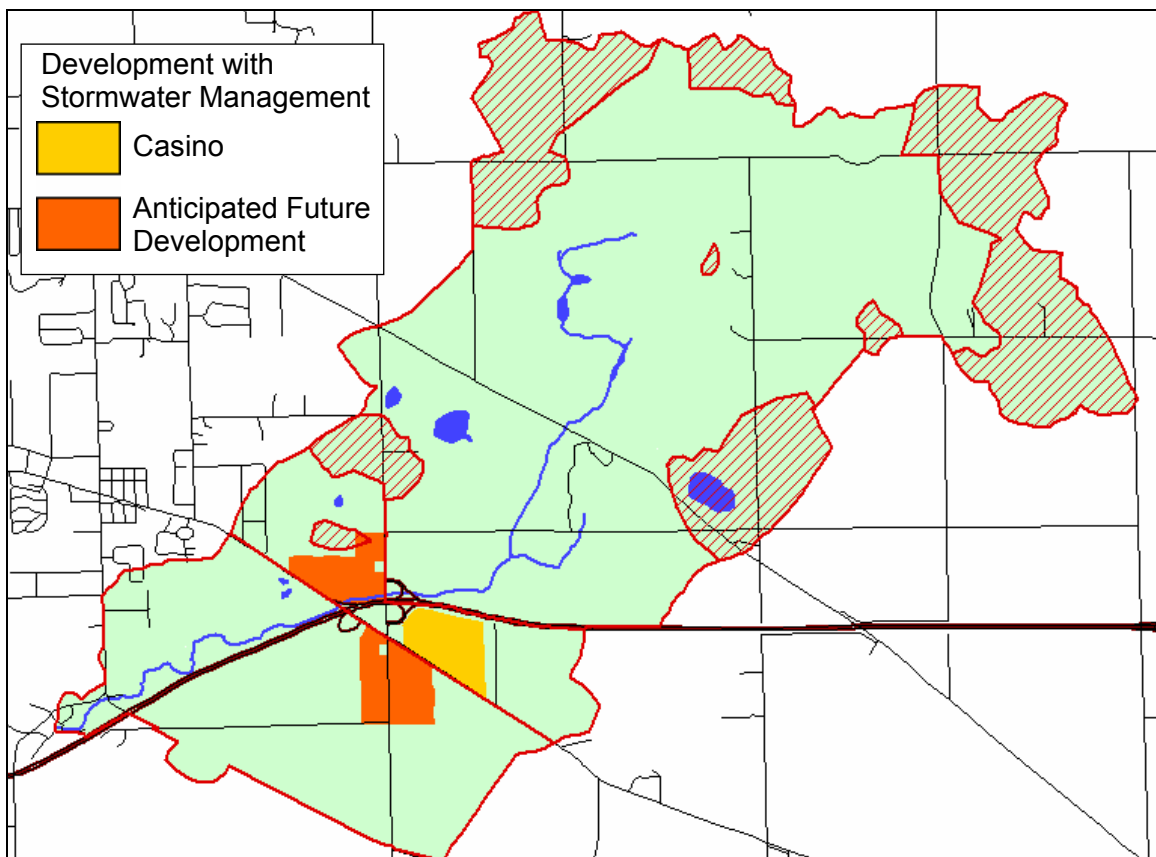 Development with
Stormwater Management
Casino
Anticipated Future
Development